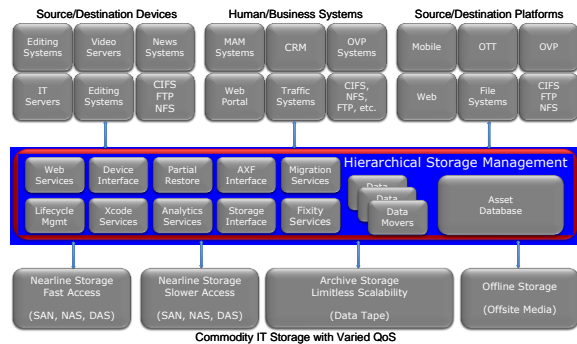 Source/Destination Devices
Human/Business Systems
Source/Destination Platforms
Editing
Systems
Video
Servers
News
Systems
IT
Servers
Editing
Systems
CIFS
FTP
NFS
MAM
Systems
CRM
OVP
Systems
Web
Portal
Traffic
Systems
CIFS,
NFS,
FTP, etc.
Mobile
OTT
OVP
Web
File
Systems
CIFS
FTP
NFS
Hierarchical Storage Management
Web
Services
Device
Interface
Partial
Restore
AXF
Interface
Migration
Services
Lifecycle
Mgmt
Xcode
Services
Analytics
Services
Storage
Interface
Fixity
Services
Data
Data
Data
Movers
Asset
Database
Nearline Storage
Fast Access
(SAN, NAS, DAS)
Nearline Storage
Slower Access
(SAN, NAS, DAS)
Archive Storage
Limitless Scalability
(Data Tape)
Offline Storage
(Offsite Media)
Commodity IT Storage with Varied QoS